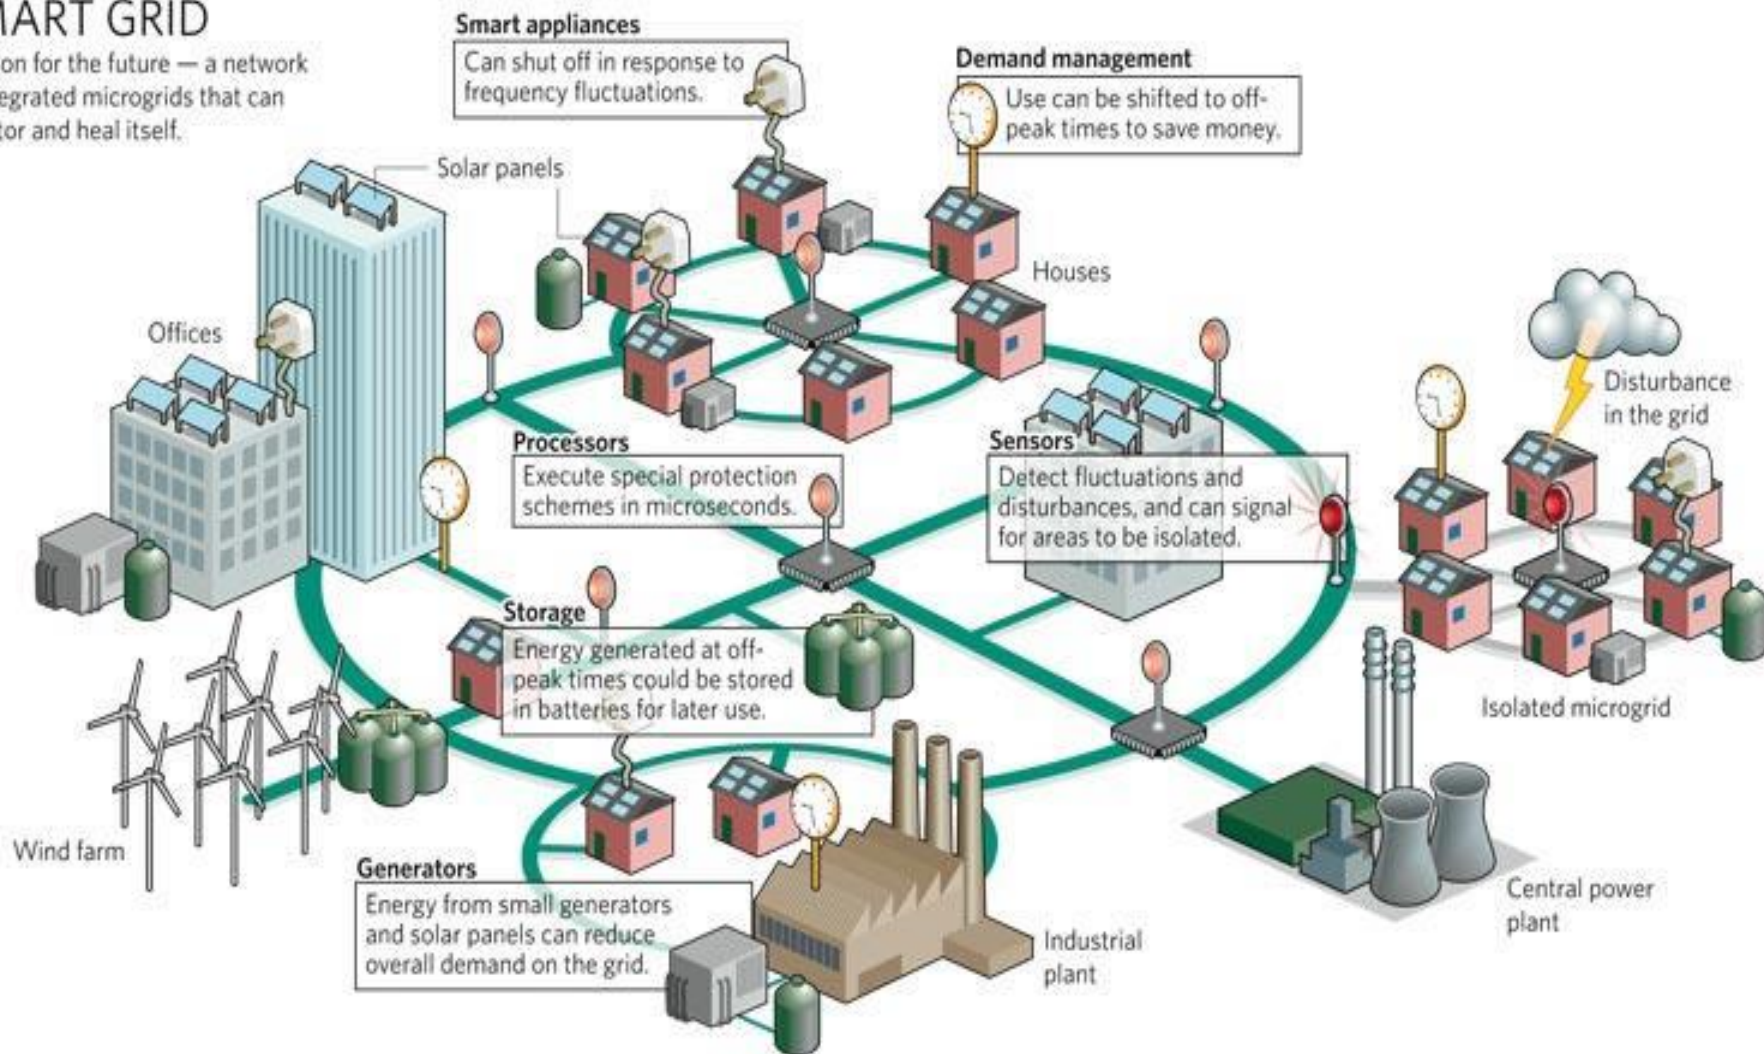 MART GRID
on for the future — a network
egrated microgrids that can
tor and heal itself.
Smart appliances
Can shut off in response to
frequency fluctuations.
Demand management
Use can be shifted to off-
peak times to save money.
Solar panels
Houses
Offices
Disturbance
in the grid
Processors
Execute special protection
schemes in microseconds.
Sensors
Detect fluctuations and
disturbances, and can signal
for areas to be isolated.
Storage
Energy generated at off-
peak times could be stored
in batteries for later use.
Isolated microgrid
Wind farm
Generators
Energy from small generators
and solar panels can reduce
overall demand on the grid.
Industrial
plant
Central power
plant